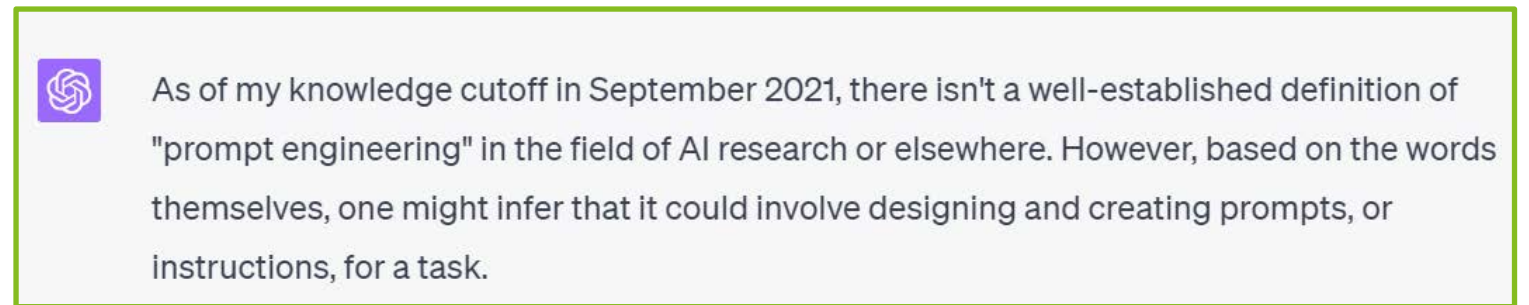 As of my knowledge cutoff in September 2021, there isn't a well-established definition of
"prompt engineering" in the field of AI research or elsewhere. However, based on the words
themselves, one might infer that it could involve designing and creating prompts, or
instructions, for a task.